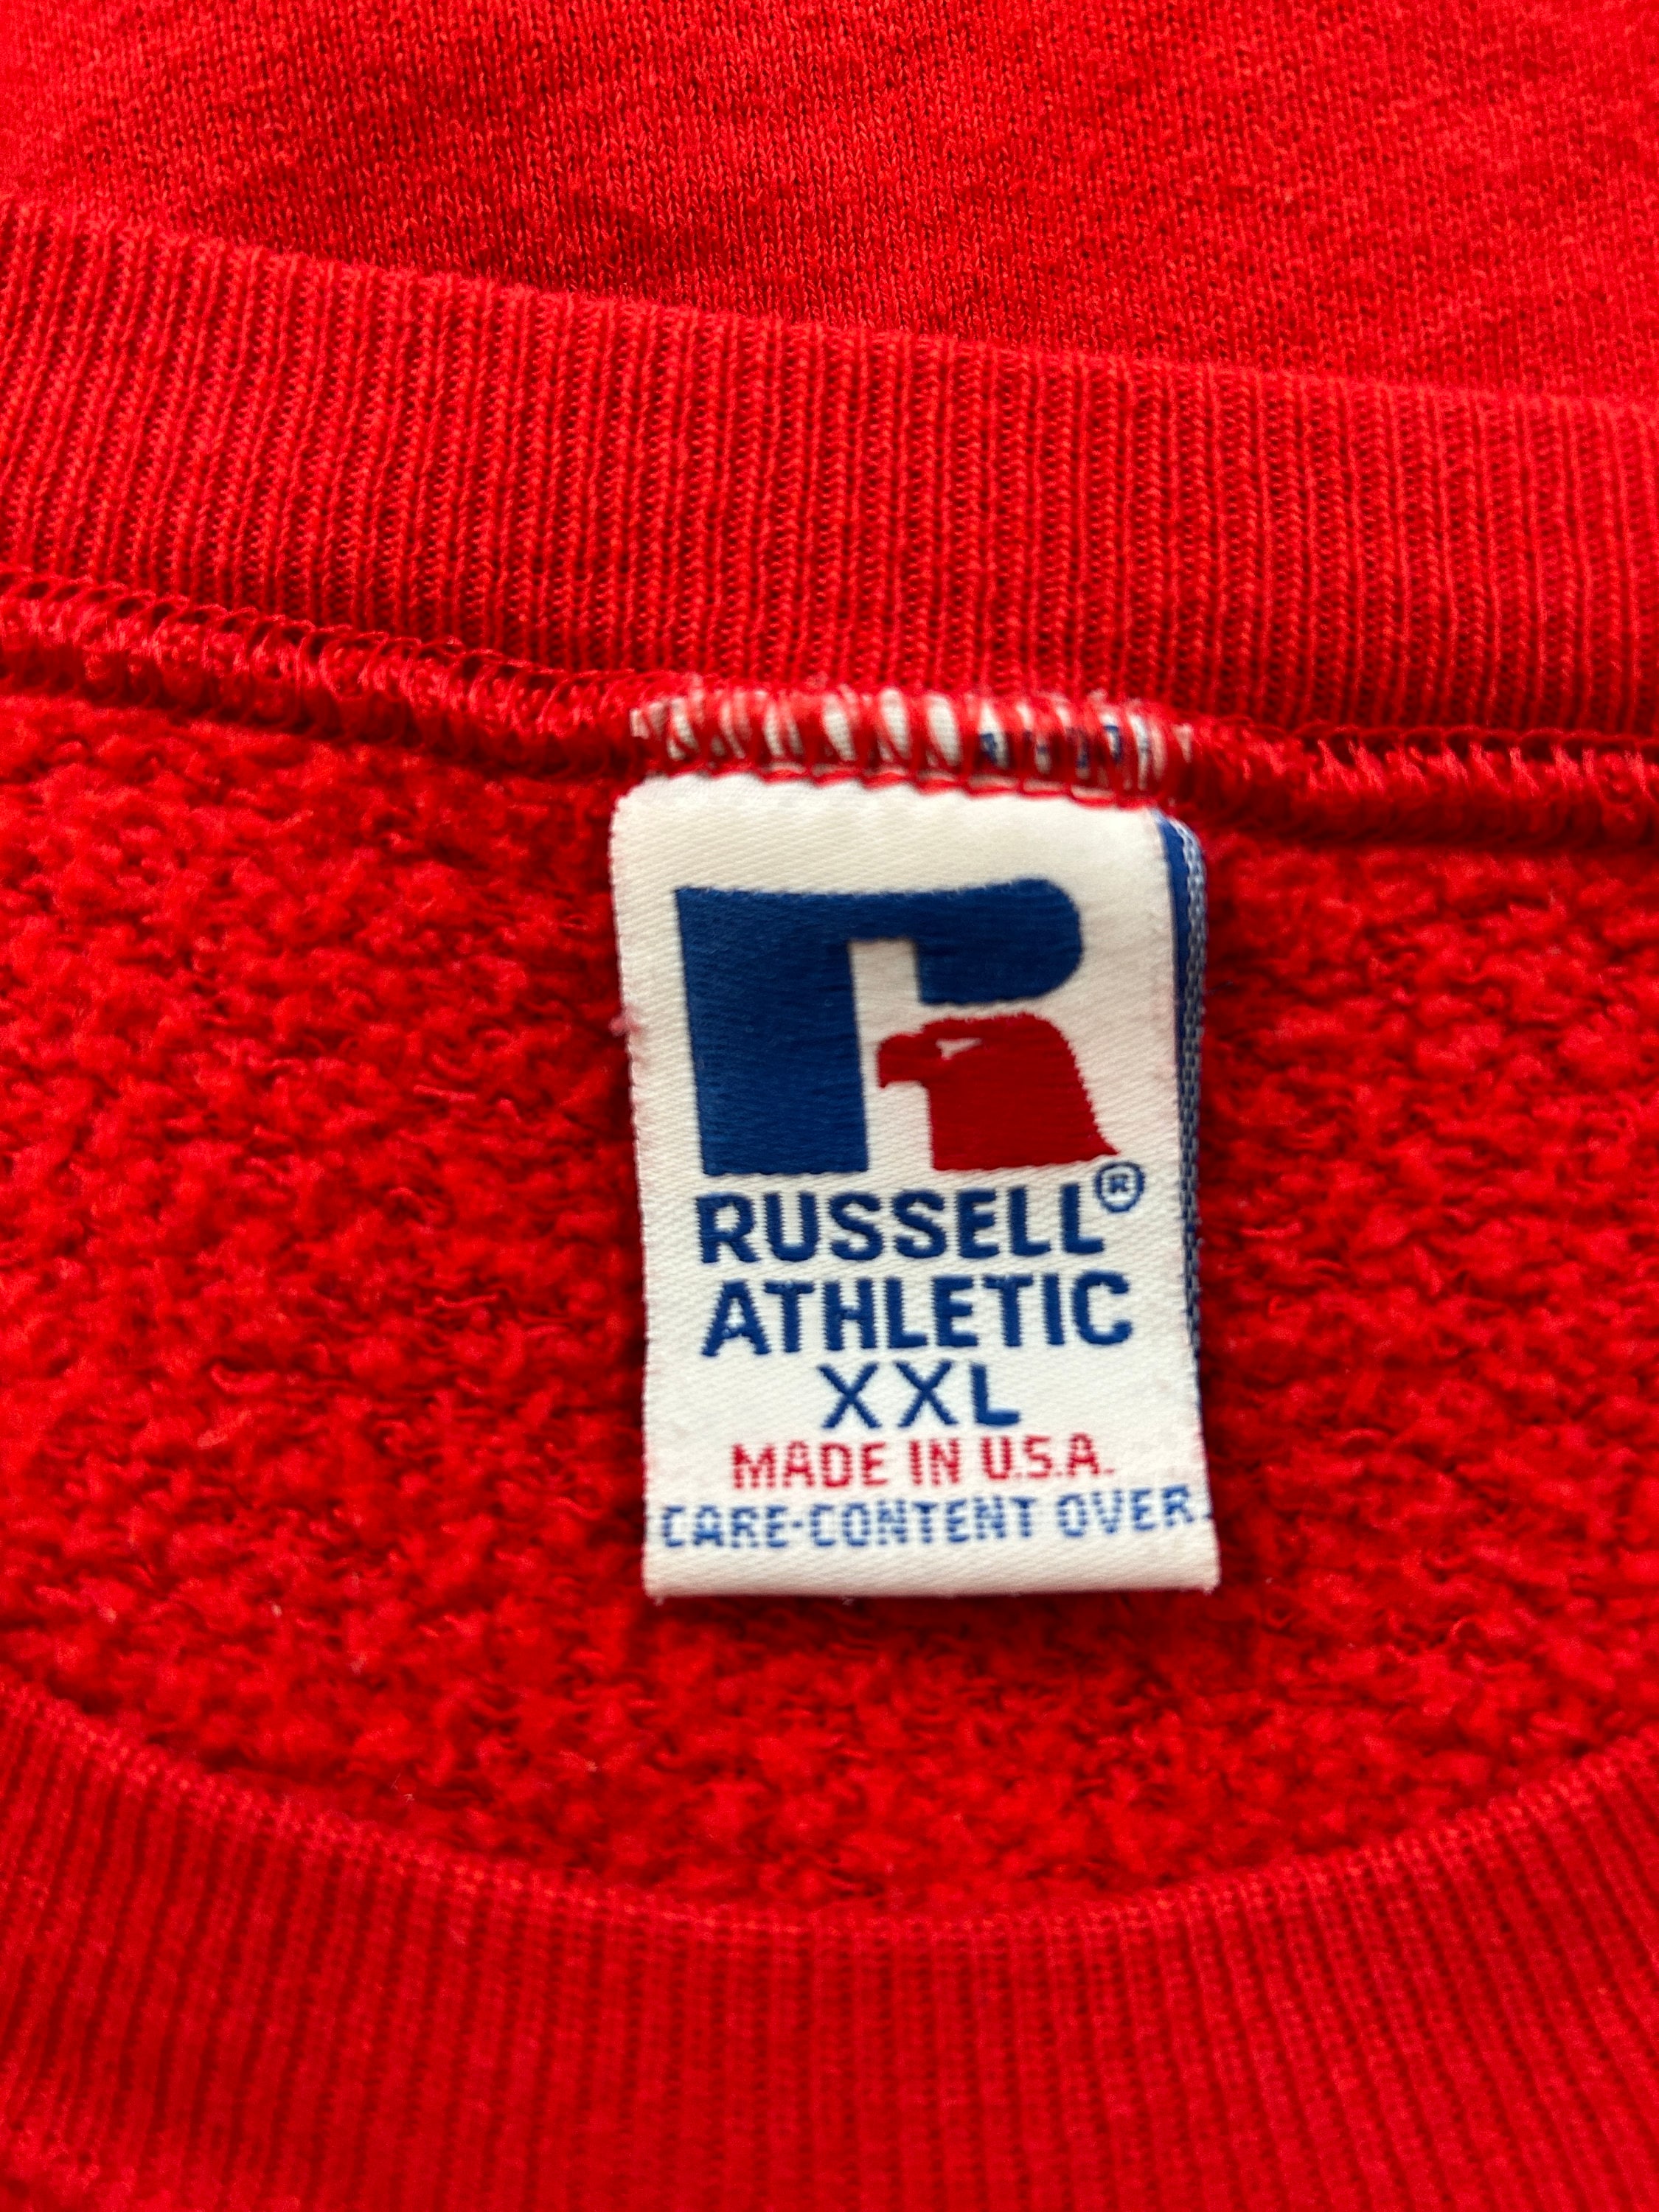 RUSSELL®
ATHLETIC
XXL
MADE IN U.S.A.
CARE-CONTENT OVER